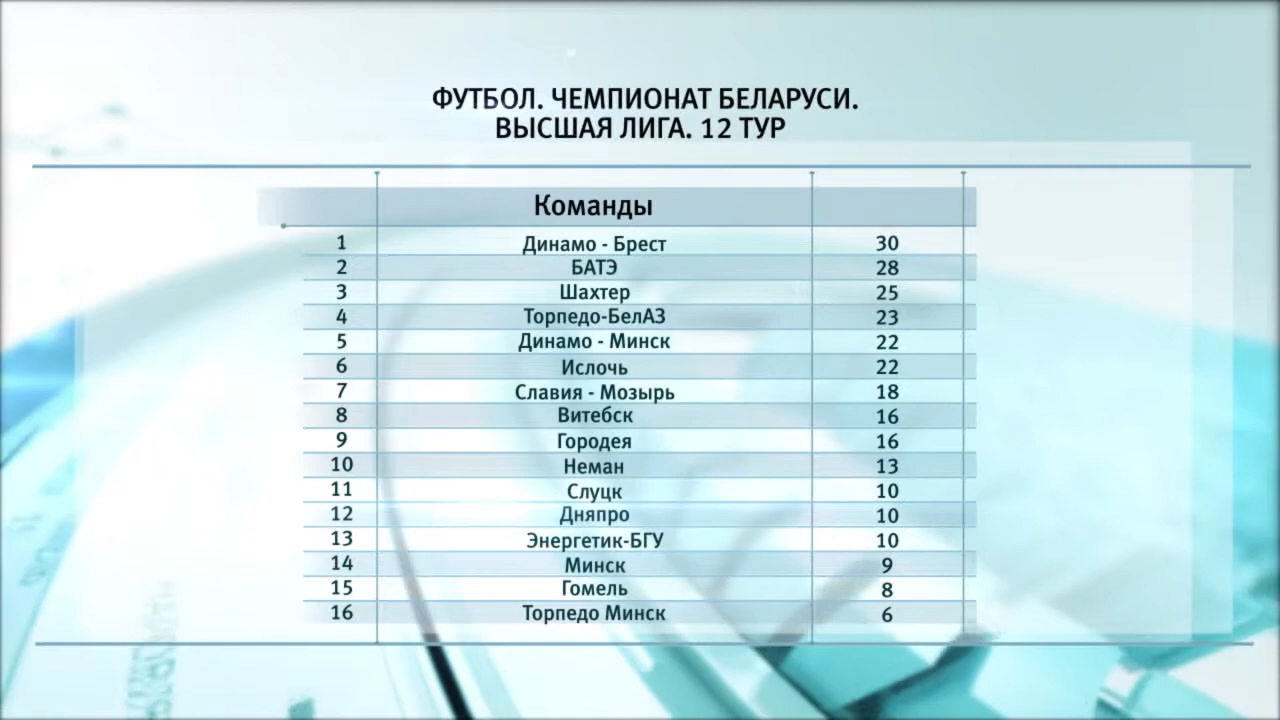 ФУТБОЛ. ЧЕМПИОНАТ БЕЛАРУСИ.
ВЫСШАЯ ЛИГА. 12 ТУР
Команды
1 Динамо - Брест 30
2 БАТЭ 28
3 Шахтер 25
4 Торпедо-БелАЗ 23
5 Динамо - Минск 22
6 Ислочь 22
7 Славия - Мозырь 18
8 Витебск 16
9 Городея 16
10 Неман 13
11 Слуцк 10
12 Дняпро 10
13 Энергетик-БГУ 10
14 Минск 9
15 Гомель 8
16 Торпедо Минск 6